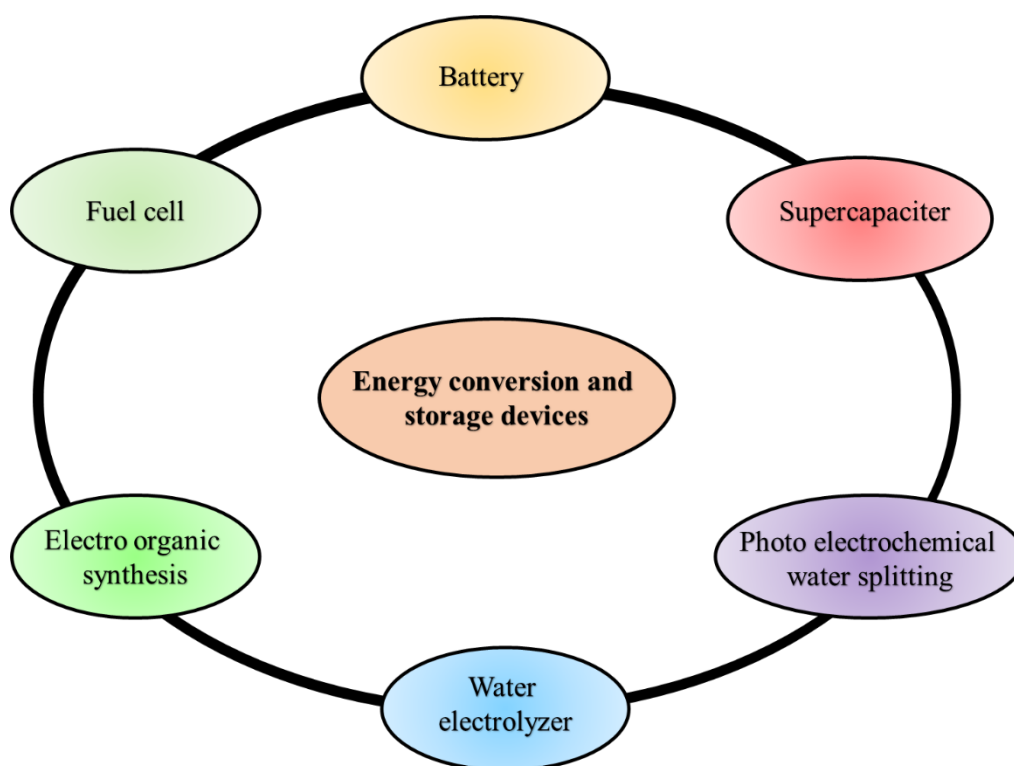 Battery
Fuel cell
Supercapaciter
Energy conversion and
storage devices
Electro organic
synthesis
Photo electrochemical
water splitting
Water
electrolyzer